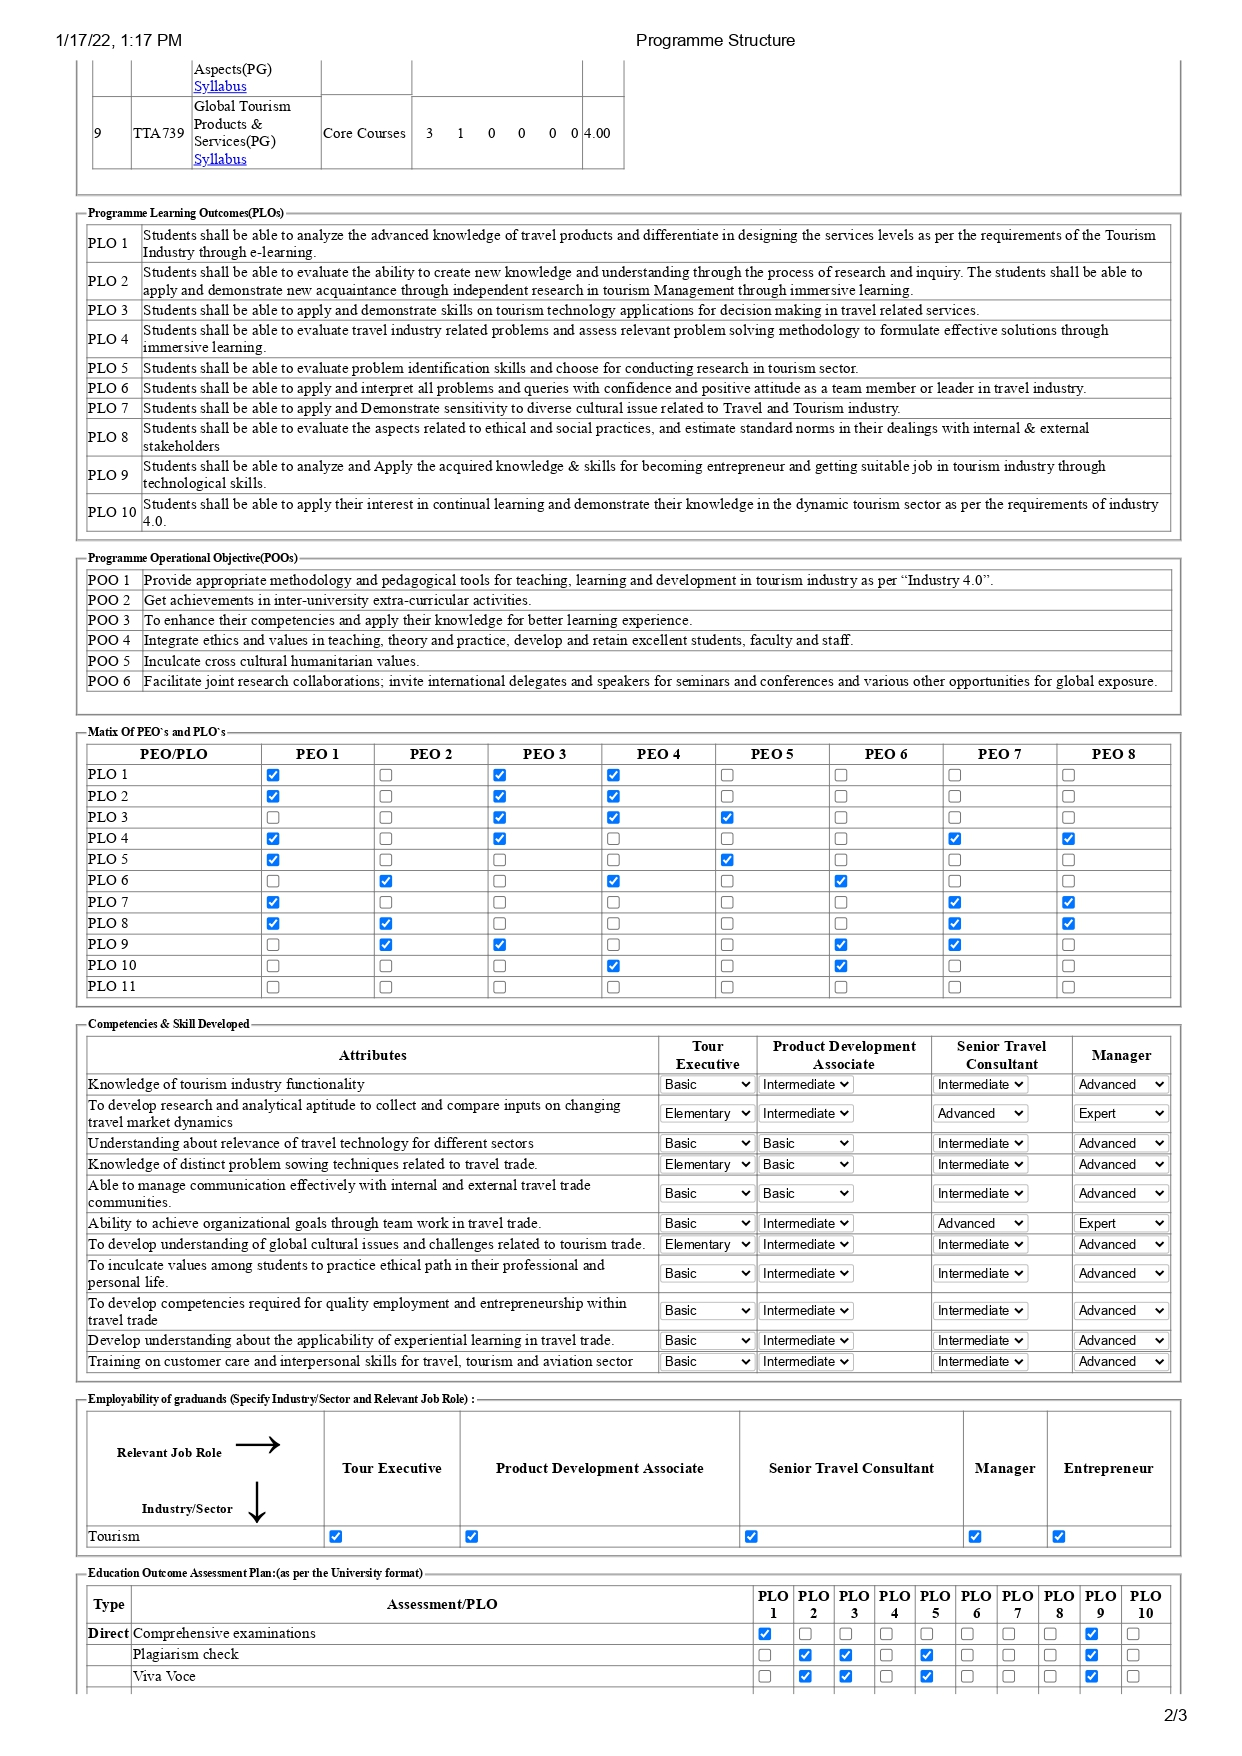 1/17/22, 1:17 PM Programme Structure
Aspects(PG)
Syllabus
9 TTA739 Global Tourism Products & Services(PG) Syllabus Core Courses 3 1 0 0 0 0 4.00
Programme Learning Outcomes(PLOs)
PLO 1 Students shall be able to analyze the advanced knowledge of travel products and differentiate in designing the services levels as per the requirements of the Tourism
Industry through e-learning.
PLO 2 Students shall be able to evaluate the ability to create new knowledge and understanding through the process of research and inquiry. The students shall be able to
apply and demonstrate new acquaintance through independent research in tourism Management through immersive learning.
PLO 3 Students shall be able to apply and demonstrate skills on tourism technology applications for decision making in travel related services.
PLO 4 Students shall be able to evaluate travel industry related problems and assess relevant problem solving methodology to formulate effective solutions through
immersive learning.
PLO 5 Students shall be able to evaluate problem identification skills and choose for conducting research in tourism sector.
PLO 6 Students shall be able to apply and interpret all problems and queries with confidence and positive attitude as a team member or leader in travel industry.
PLO 7 Students shall be able to apply and Demonstrate sensitivity to diverse cultural issue related to Travel and Tourism industry.
PLO 8 Students shall be able to evaluate the aspects related to ethical and social practices, and estimate standard norms in their dealings with internal & external
stakeholders
PLO 9 Students shall be able to analyze and Apply the acquired knowledge & skills for becoming entrepreneur and getting suitable job in tourism industry through
technological skills.
PLO 10 Students shall be able to apply their interest in continual learning and demonstrate their knowledge in the dynamic tourism sector as per the requirements of industry
4.0.
Programme Operational Objective(POOs)
POO 1 Provide appropriate methodology and pedagogical tools for teaching, learning and development in tourism industry as per “Industry 4.0”.
POO 2 Get achievements in inter-university extra-curricular activities.
POO 3 To enhance their competencies and apply their knowledge for better learning experience.
POO 4 Integrate ethics and values in teaching, theory and practice, develop and retain excellent students, faculty and staff.
POO 5 Inculcate cross cultural humanitarian values.
POO 6 Facilitate joint research collaborations; invite international delegates and speakers for seminars and conferences and various other opportunities for global exposure.
Matix Of PEO`s and PLO`s
PEO/PLO PEO 1 PEO 2 PEO 3 PEO 4 PEO 5 PEO 6 PEO 7 PEO 8
PLO 1
PLO 2
PLO 3
PLO 4
PLO 5
PLO 6
PLO 7
PLO 8
PLO 9
PLO 10
PLO 11
Competencies & Skill Developed
Attributes Tour Executive Product Development Associate Senior Travel Consultant Manager
Knowledge of tourism industry functionality Basic Intermediate Intermediate Advanced
To develop research and analytical aptitude to collect and compare inputs on changing
travel market dynamics Elementary Intermediate Advanced Expert
Understanding about relevance of travel technology for different sectors Basic Basic Intermediate Advanced
Knowledge of distinct problem sowing techniques related to travel trade. Elementary Basic Intermediate Advanced
Able to manage communication effectively with internal and external travel trade
communities. Basic Basic Intermediate Advanced
Ability to achieve organizational goals through team work in travel trade. Basic Intermediate Advanced Expert
To develop understanding of global cultural issues and challenges related to tourism trade. Elementary Intermediate Intermediate Advanced
To inculcate values among students to practice ethical path in their professional and
personal life. Basic Intermediate Intermediate Advanced
To develop competencies required for quality employment and entrepreneurship within
travel trade Basic Intermediate Intermediate Advanced
Develop understanding about the applicability of experiential learning in travel trade. Basic Intermediate Intermediate Advanced
Training on customer care and interpersonal skills for travel, tourism and aviation sector Basic Intermediate Intermediate Advanced
Employability of graduands (Specify Industry/Sector and Relevant Job Role) :
Relevant Job Role
Industry/Sector
Tour Executive Product Development Associate Senior Travel Consultant Manager Entrepreneur
Tourism
Education Outcome Assessment Plan:(as per the University format)
Type Assessment/PLO PLO 1 PLO 2 PLO 3 PLO 4 PLO 5 PLO 6 PLO 7 PLO 8 PLO 9 PLO 10
Direct Comprehensive examinations
Plagiarism check
Viva Voce
2/3